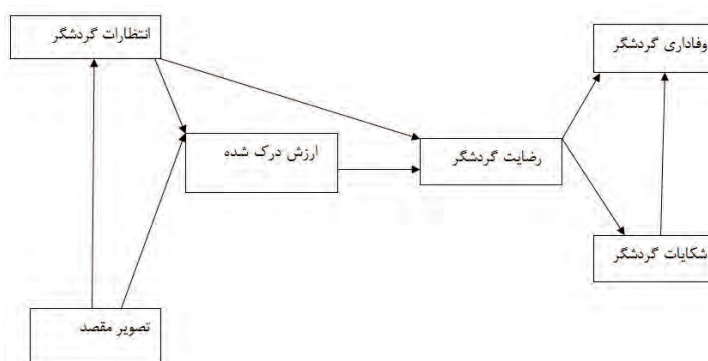 انتظارات گردشگر
وفاداری گردشگر
ارزش درک شده
رضایت گردشگر
شکایات گردشگر
تصویر مقصد